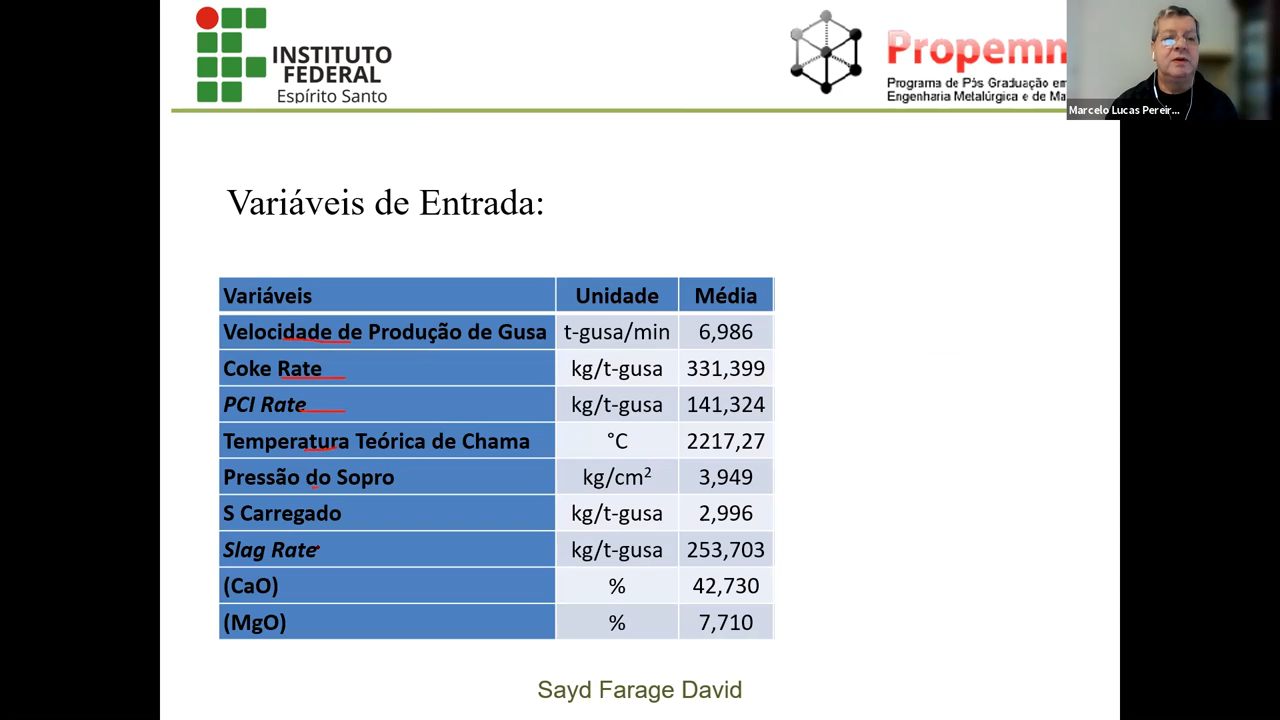 INSTITUTO
FEDERAL
Espírito Santo
Propemm
Programa de Pós Graduação em
Engenharia Metalúrgica e de Ma
Marcelo Lucas Pereir...
Variáveis de Entrada:
Variáveis Unidade Média
Velocidade de Produção de Gusa t-gusa/min 6,986
Coke Rate kg/t-gusa 331,399
PCI Rate kg/t-gusa 141,324
Temperatura Teórica de Chama °C 2217,27
Pressão do Sopro kg/cm² 3,949
S Carregado kg/t-gusa 2,996
Slag Rate kg/t-gusa 253,703
(CaO) % 42,730
(MgO) % 7,710
Sayd Farage David